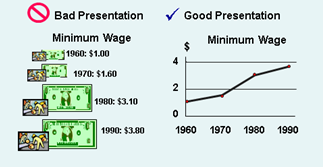 Bad Presentation
Good Presentation
Minimum Wage
1960: $1.00
1970: $1.60
1980: $3.10
1990: $3.80
Minimum Wage
$
4
2
0
1960 1970 1980 1990